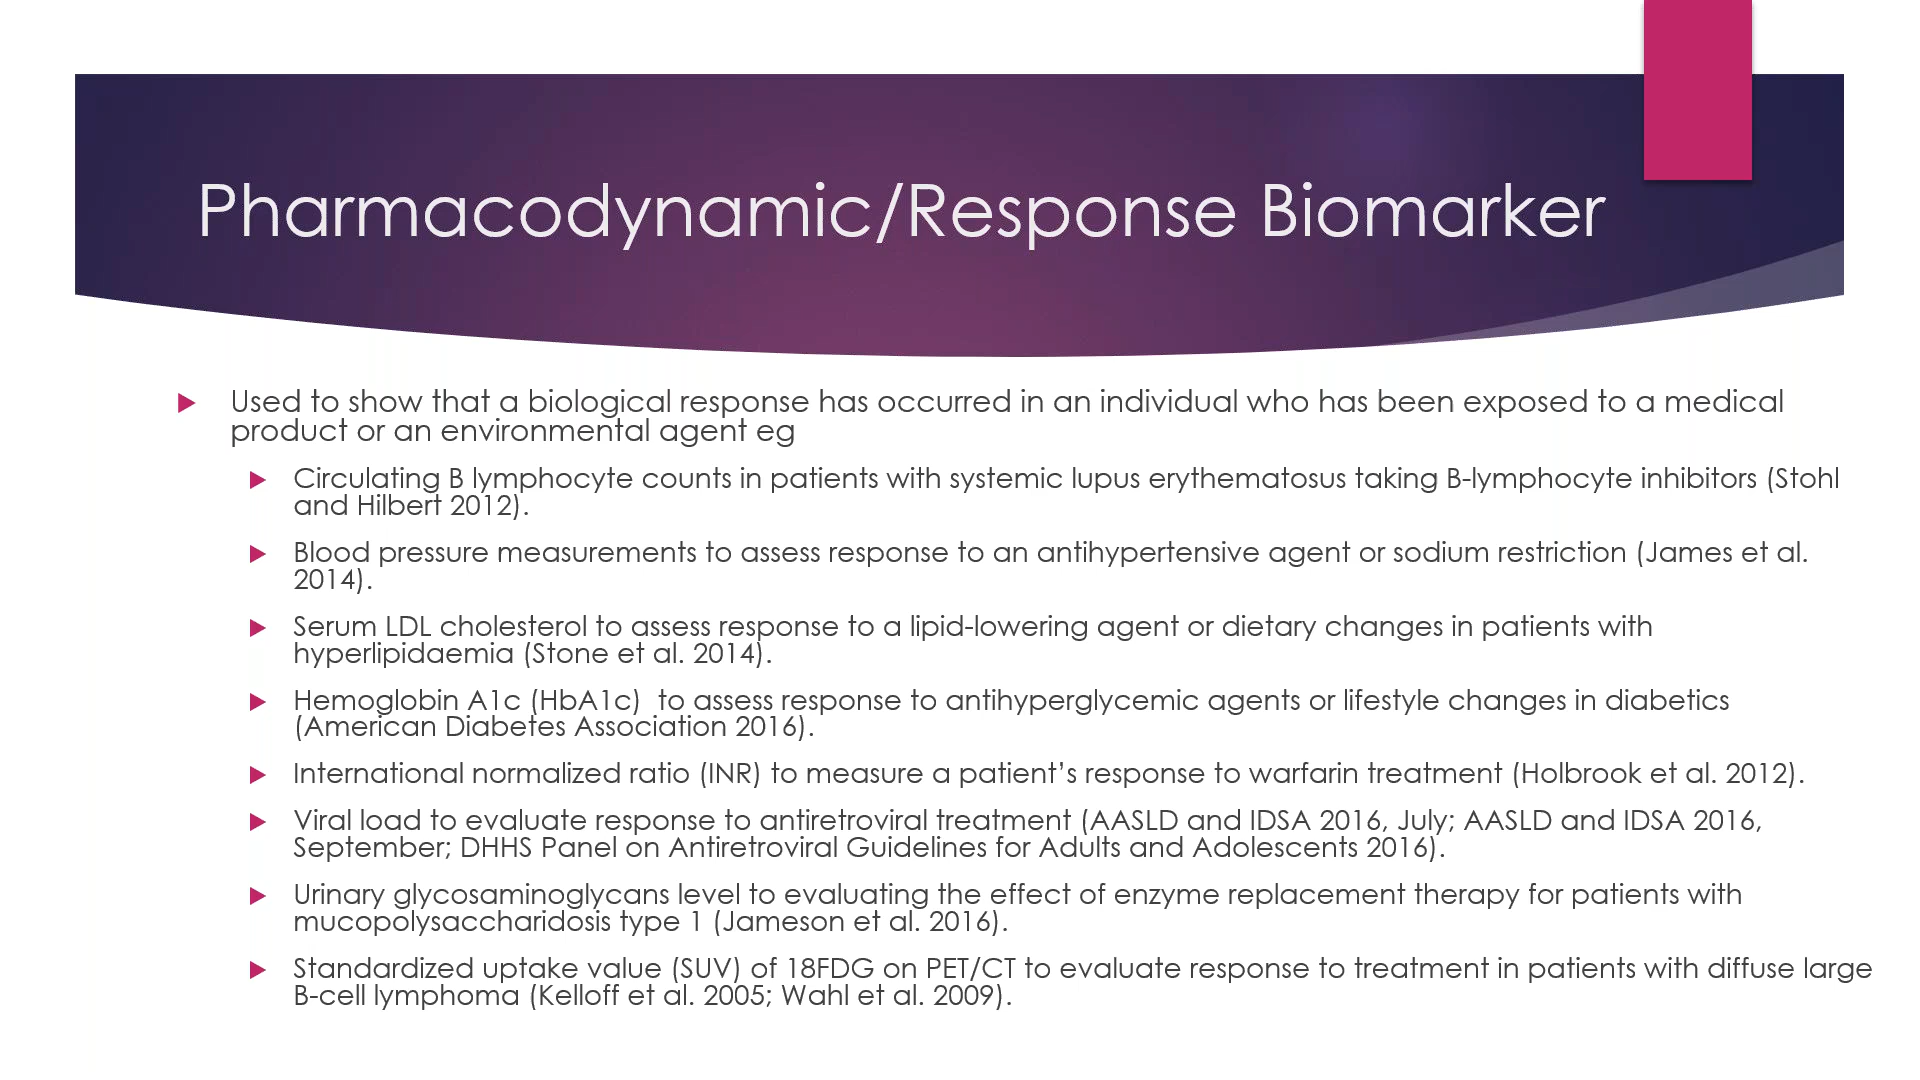 Pharmacodynamic/Response Biomarker
Used to show that a biological response has occurred in an individual who has been exposed to a medical
product or an environmental agent eg
Circulating B lymphocyte counts in patients with systemic lupus erythematosus taking B-lymphocyte inhibitors (Stohl
and Hilbert 2012).
Blood pressure measurements to assess response to an antihypertensive agent or sodium restriction (James et al.
2014).
Serum LDL cholesterol to assess response to a lipid-lowering agent or dietary changes in patients with
hyperlipidaemia (Stone et al. 2014).
Hemoglobin A1c (HbA1c)  to assess response to antihyperglycemic agents or lifestyle changes in diabetics
(American Diabetes Association 2016).
International normalized ratio (INR) to measure a patient’s response to warfarin treatment (Holbrook et al. 2012).
Viral load to evaluate response to antiretroviral treatment (AASLD and IDSA 2016, July; AASLD and IDSA 2016,
September; DHHS Panel on Antiretroviral Guidelines for Adults and Adolescents 2016).
Urinary glycosaminoglycans level to evaluating the effect of enzyme replacement therapy for patients with
mucopolysaccharidosis type 1 (Jameson et al. 2016).
Standardized uptake value (SUV) of 18FDG on PET/CT to evaluate response to treatment in patients with diffuse large
B-cell lymphoma (Kelloff et al. 2005; Wahl et al. 2009).